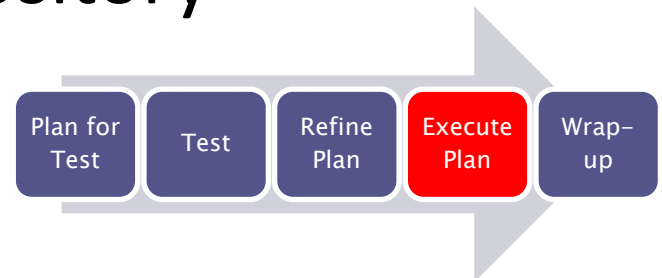 Plan for
Test
Test
Refine
Plan
Execute
Plan
Wrap-
up